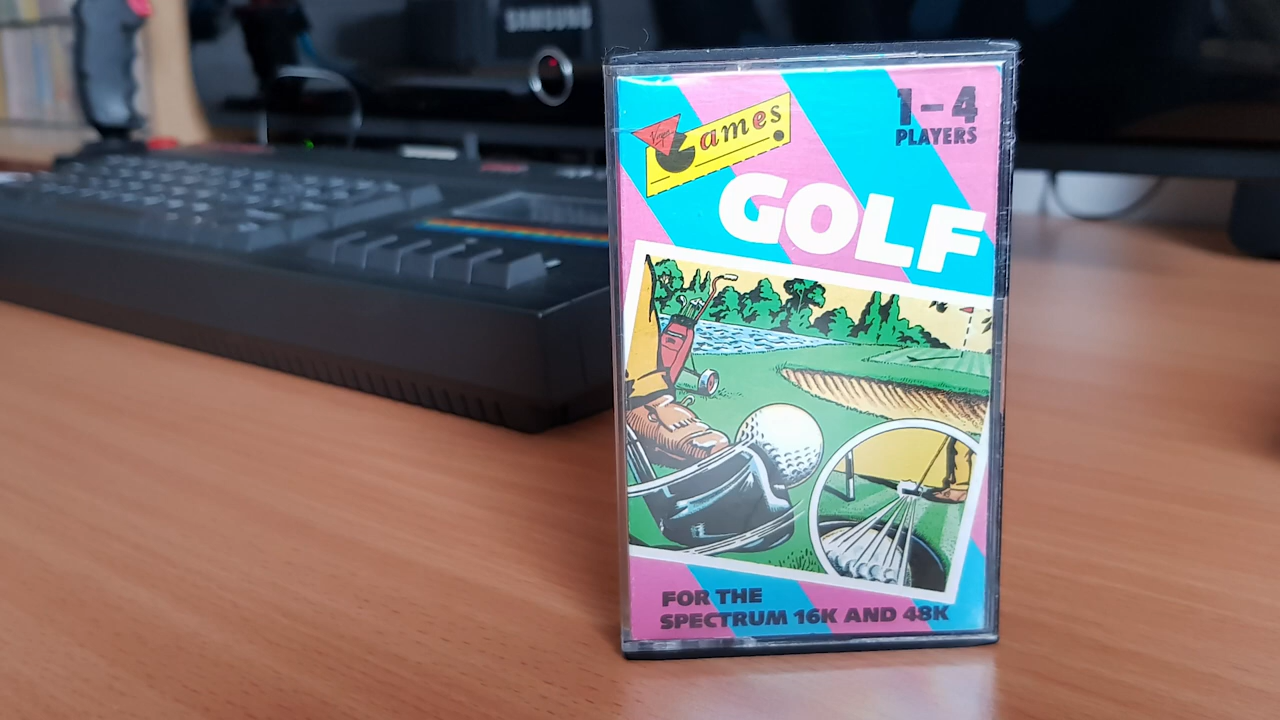 SAMSUNG
Virgin
Games
1-4
PLAYERS
GOLF
FOR THE
SPECTRUM 16K AND 48K